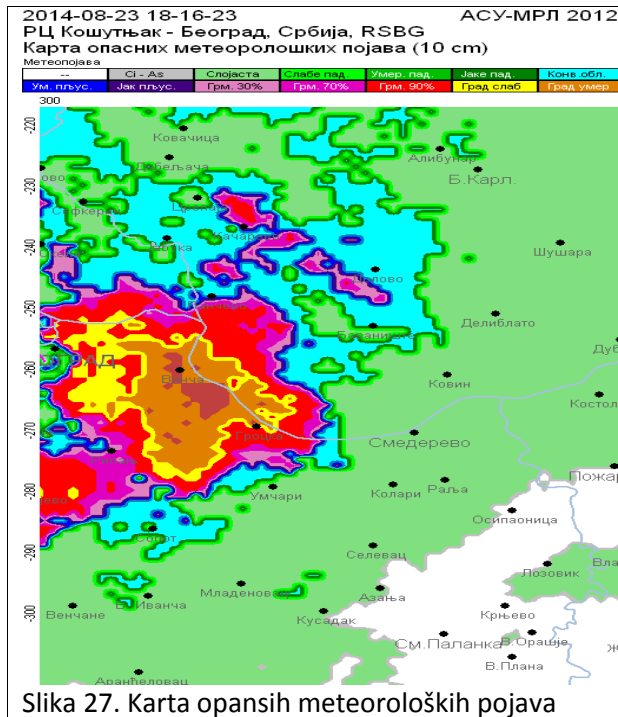 2014-08-23 18-16-23 АСУ-МРЛ 2012
РЦ Кошутњак - Београд, Србија, RSBG
Карта опасних метеоролошких појава (10 cm)
Метеопојава
-- Ci - As Слојаста Слабе пад. Умер. пад. Јаке пад. Конв.обл.
Ум. пљус. Јак пљус. Грм. 30% Грм. 70% Грм. 90% Град слаб Град умер
300
-220
Ковачица
Алибунар
Б.Карл.
-230
Шушара
-240
Делиблато
-250
-260
Ковин
Костол
-270
Гроцка
Смедерево
Пожар
-280
Умчари
Колари
Раља
Осипаоница
-290
Селевац
Лозовик
Вла
Младеновац
Азања
-300
Венчане
В. Иванча
Кусадак
Крњево
См.Паланка
В.Орашје
В.Плана
Аранђеловац
Slika 27. Karta opansih meteoroloških pojava